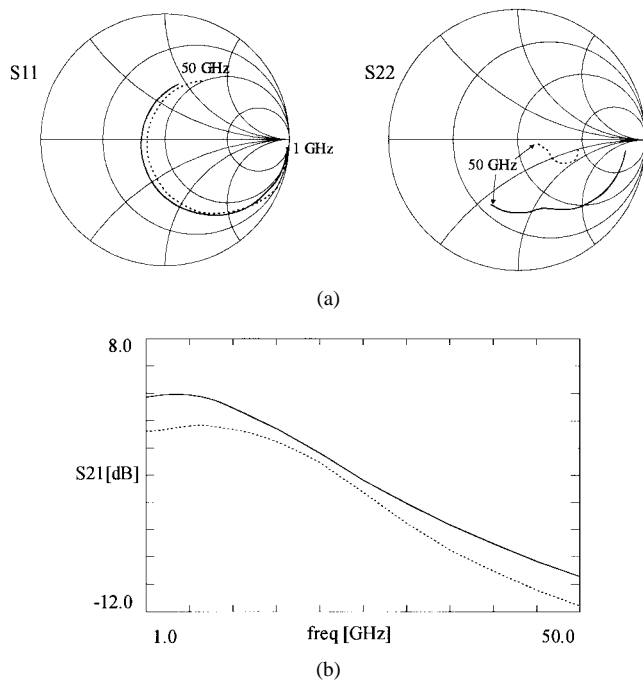 S11
50 GHz
1 GHz
S22
50 GHz
(a)
8.0
S21[dB]
-12.0
1.0
freq [GHz]
50.0
(b)